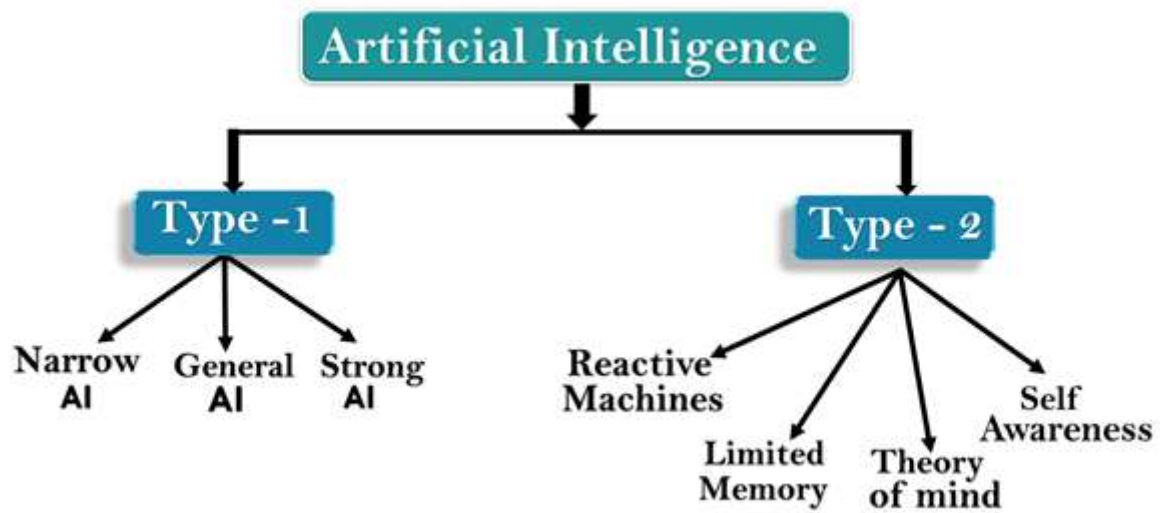 Artificial Intelligence
Type -1
Type - 2
Narrow
AI
General
AI
Strong
AI
Reactive
Machines
Limited
Memory
Theory
of mind
Self
Awareness